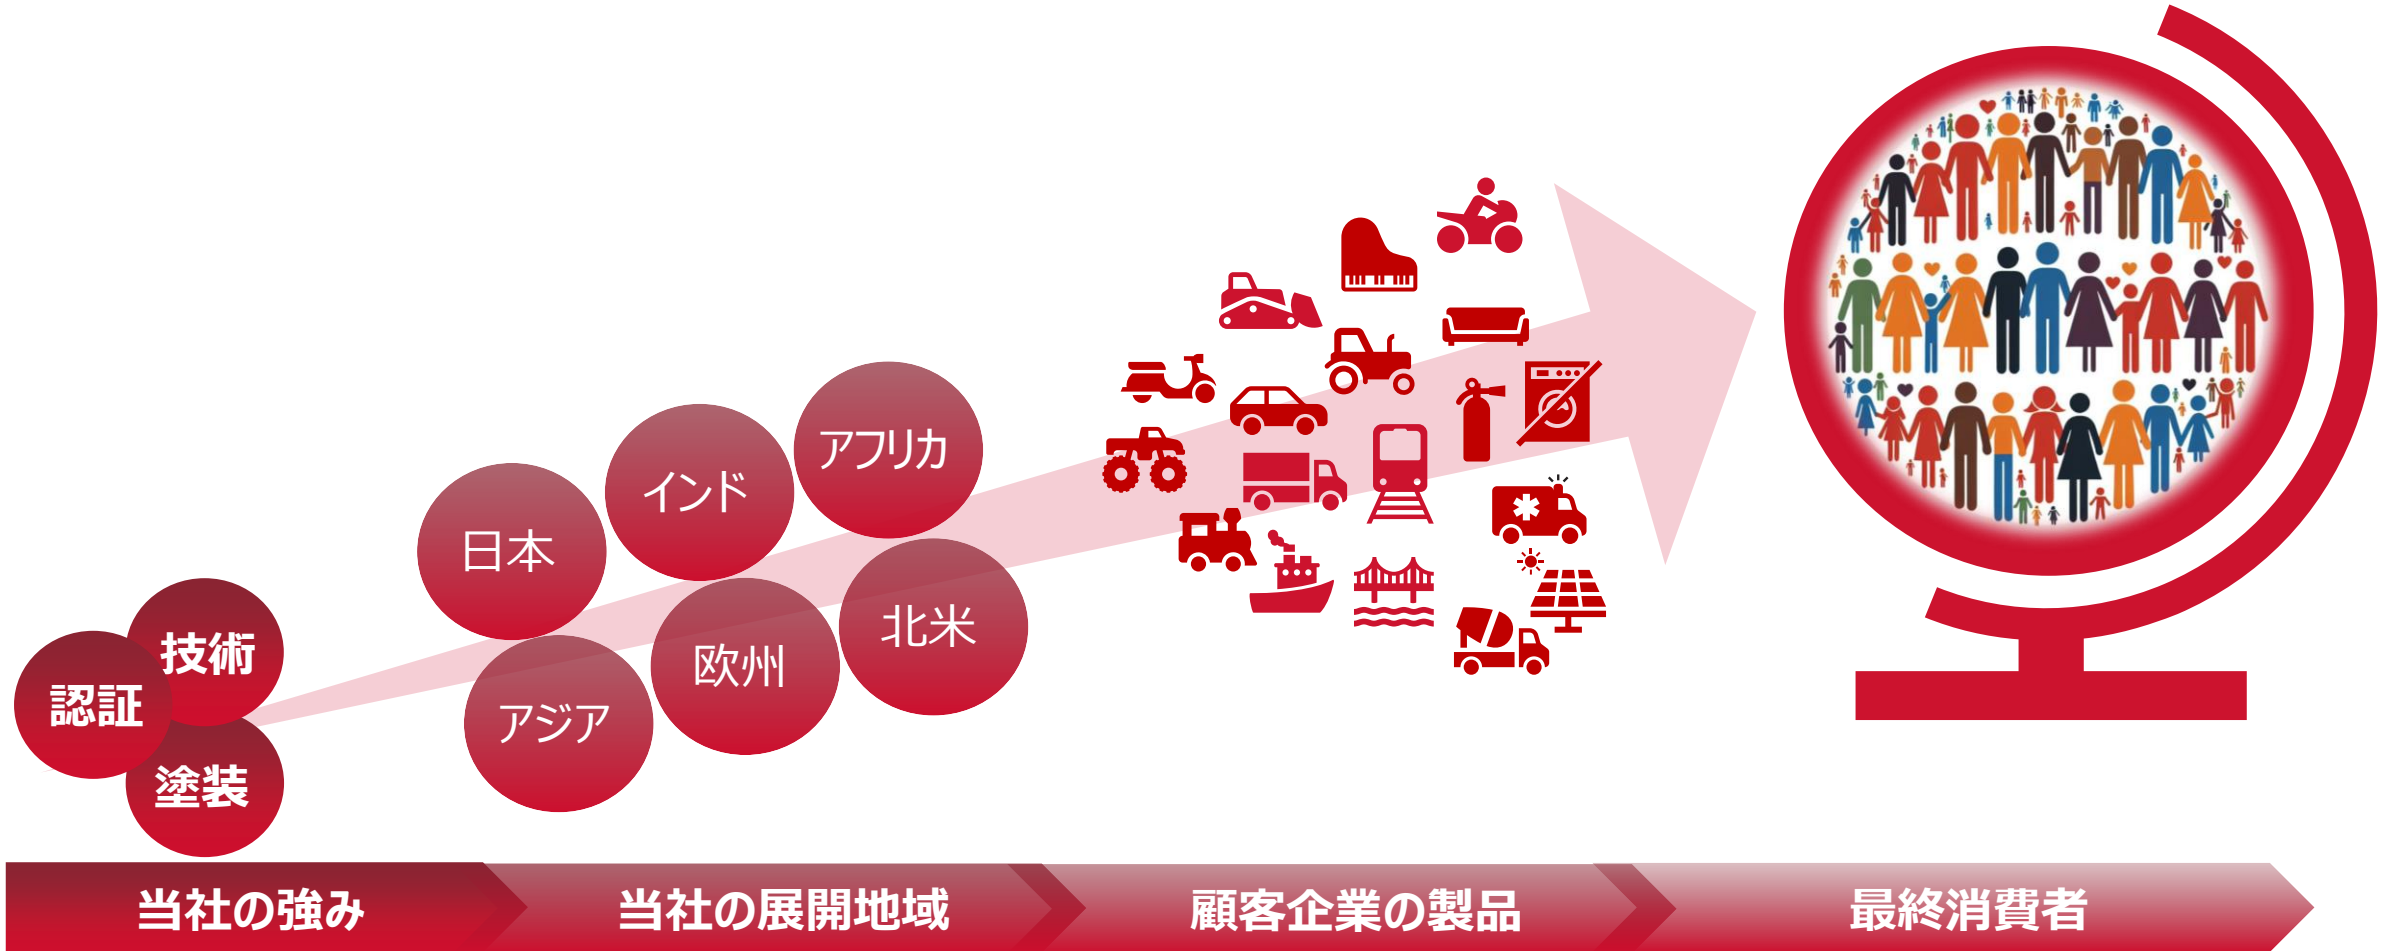 技術
認証
塗装
日本
インド
アフリカ
アジア
欧州
北米
当社の強み
当社の展開地域
顧客企業の製品
最終消費者